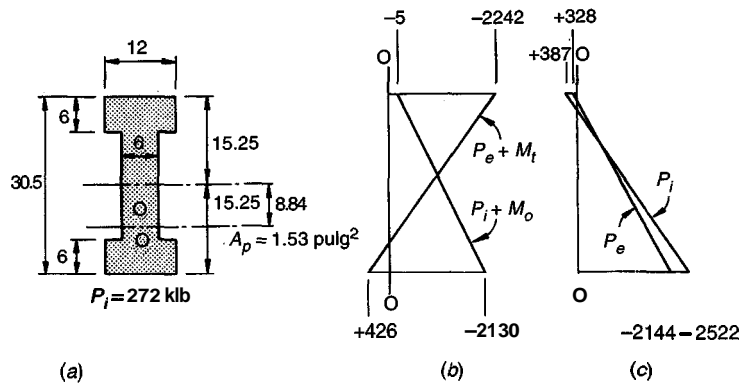 12
6
6
30.5
15.25
15.25
8.84
6
A_p = 1.53 pulg²
P_i = 272 klb
(a)
–5
–2242
O
P_e + M_t
P_i + M_o
O
+426
–2130
(b)
+328
+387
O
P_i
P_e
O
–2144 – 2522
(c)